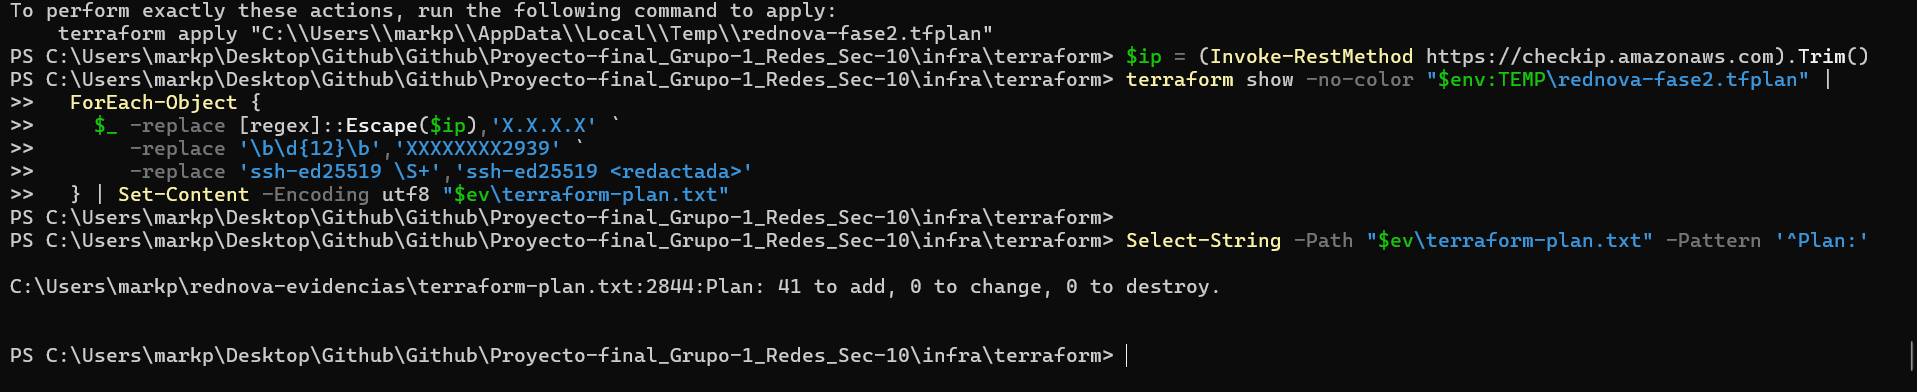 To perform exactly these actions, run the following command to apply:
    terraform apply "C:\\Users\\markp\\AppData\\Local\\Temp\\rednova-fase2.tfplan"
PS C:\Users\markp\Desktop\Github\Github\Proyecto-final_Grupo-1_Redes_Sec-10\infra\terraform> $ip = (Invoke-RestMethod https://checkip.amazonaws.com).Trim()
PS C:\Users\markp\Desktop\Github\Github\Proyecto-final_Grupo-1_Redes_Sec-10\infra\terraform> terraform show -no-color "$env:TEMP\rednova-fase2.tfplan" |
>>   ForEach-Object {
>>     $_ -replace [regex]::Escape($ip),'X.X.X.X' `
>>        -replace '\b\d{12}\b','XXXXXXXX2939' `
>>        -replace 'ssh-ed25519 \S+','ssh-ed25519 <redactada>'
>>   } | Set-Content -Encoding utf8 "$ev\terraform-plan.txt"
PS C:\Users\markp\Desktop\Github\Github\Proyecto-final_Grupo-1_Redes_Sec-10\infra\terraform>
PS C:\Users\markp\Desktop\Github\Github\Proyecto-final_Grupo-1_Redes_Sec-10\infra\terraform> Select-String -Path "$ev\terraform-plan.txt" -Pattern '^Plan:'
C:\Users\markp\rednova-evidencias\terraform-plan.txt:2844:Plan: 41 to add, 0 to change, 0 to destroy.
PS C:\Users\markp\Desktop\Github\Github\Proyecto-final_Grupo-1_Redes_Sec-10\infra\terraform>